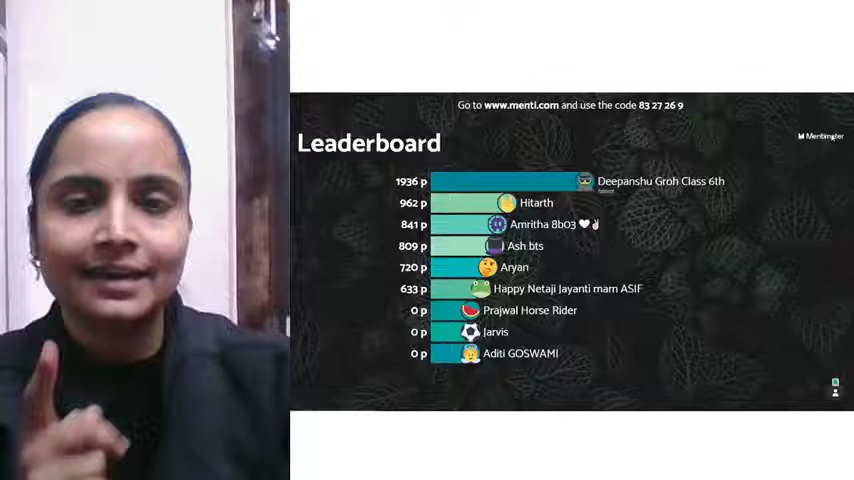 Go to www.menti.com and use the code 83 27 26 9
Leaderboard
Mentimeter
1936 p Deepanshu Groh Class 6th
962 p Hitarth
841 p Amritha 8b03 🤍✌🏻
809 p Ash bts
720 p Aryan
633 p Happy Netaji Jayanti mam ASIF
0 p Prajwal Horse Rider
0 p Jarvis
0 p Aditi GOSWAMI